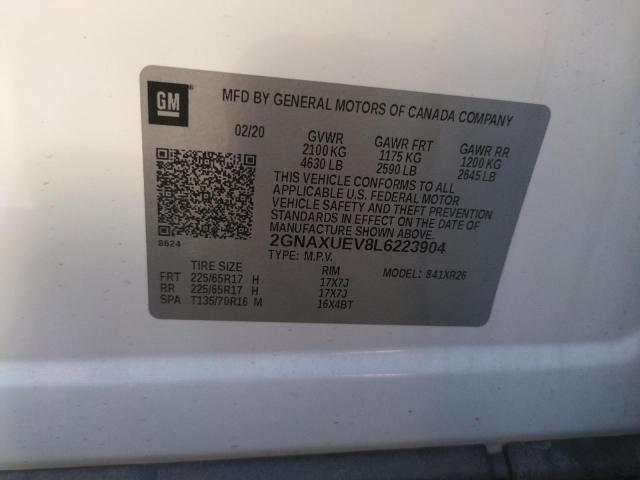 GM
MFD BY GENERAL MOTORS OF CANADA COMPANY
02/20 GVWR GAWR FRT GAWR RR
2100 KG 1175 KG 1200 KG
4630 LB 2590 LB 2645 LB
THIS VEHICLE CONFORMS TO ALL
APPLICABLE U.S. FEDERAL MOTOR
VEHICLE SAFETY AND THEFT PREVENTION
STANDARDS IN EFFECT ON THE DATE OF
MANUFACTURE SHOWN ABOVE.
8624 2GNAXUEV8L6223904
TYPE: M.P.V. MODEL: 841XR26
TIRE SIZE RIM
FRT 225/65R17 H 17X7J
RR 225/65R17 H 17X7J
SPA T135/70R16 M 16X4BT